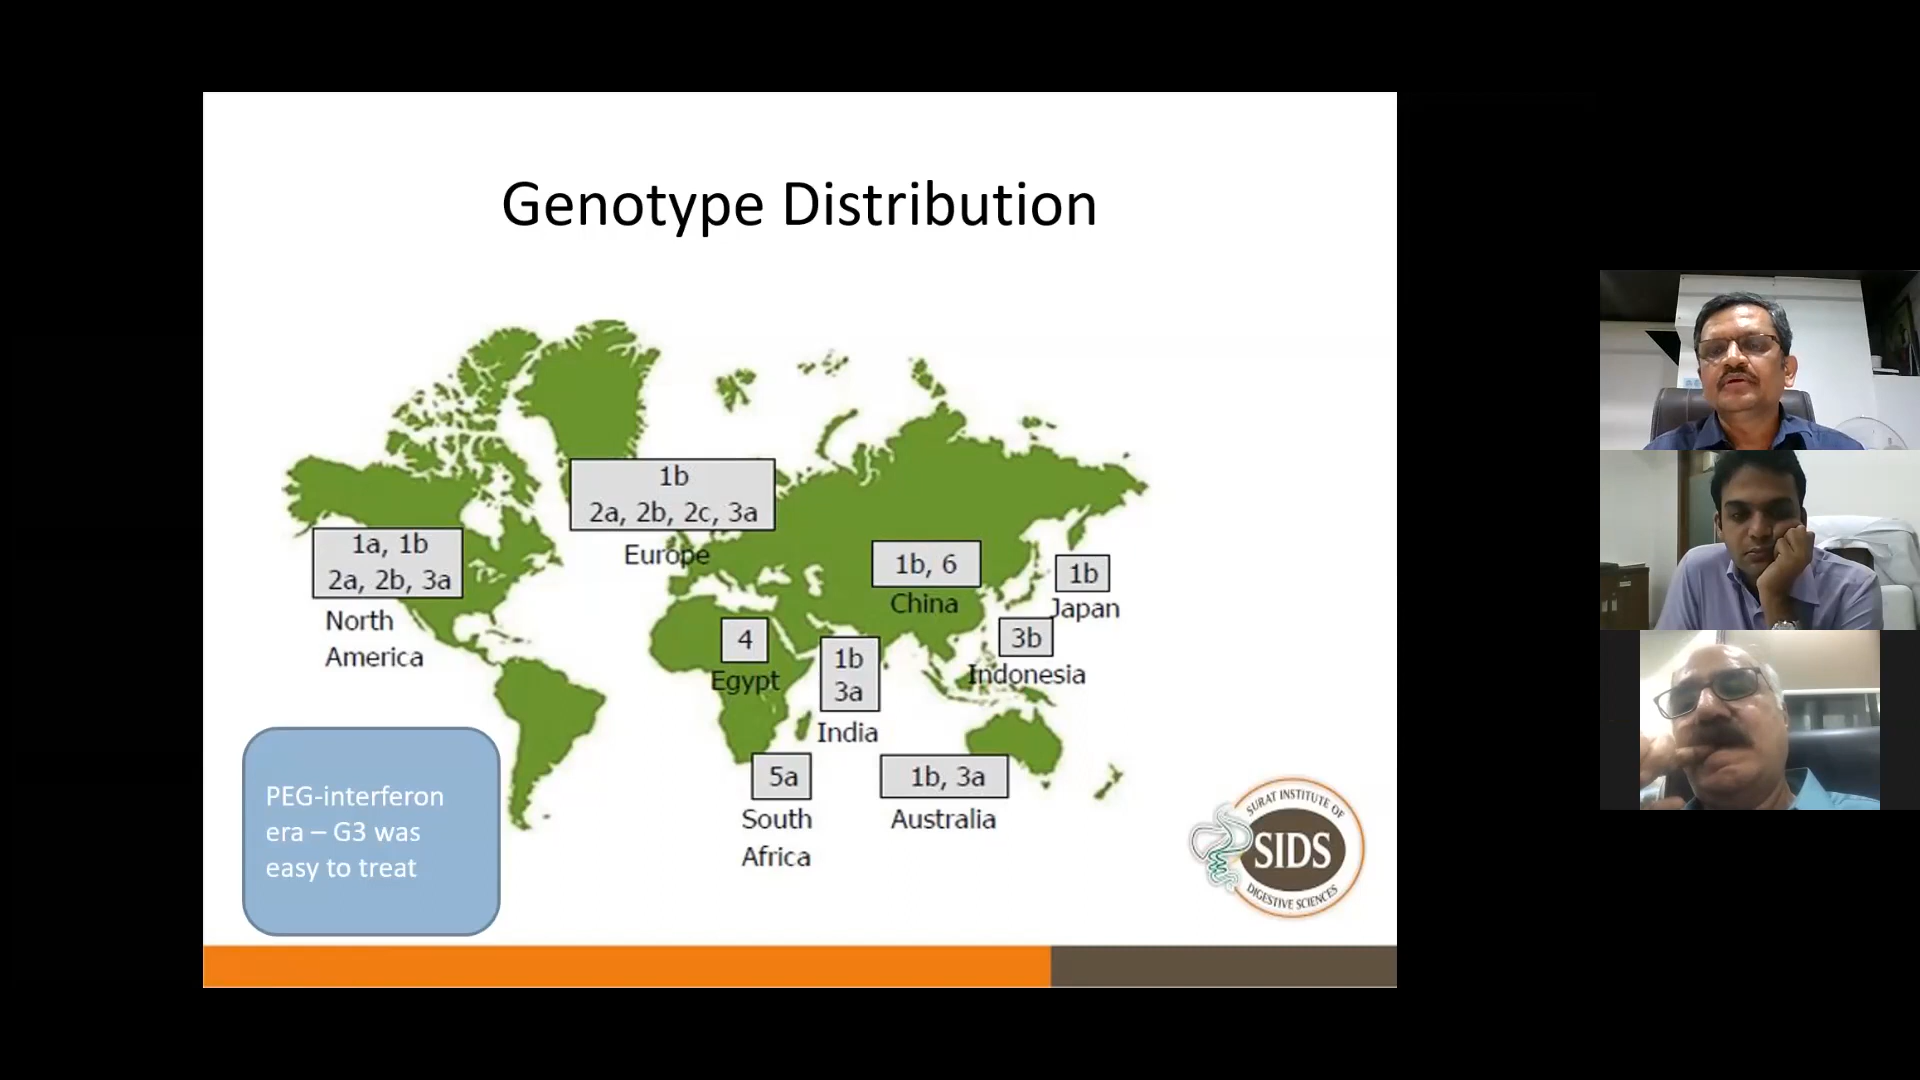 Genotype Distribution
1b
2a, 2b, 2c, 3a
Europe
1a, 1b
2a, 2b, 3a
North
America
1b, 6
China
1b
Japan
3b
Indonesia
4
Egypt
1b
3a
India
5a
South
Africa
1b, 3a
Australia
PEG-interferon
era – G3 was
easy to treat
SURAT INSTITUTE OF
SIDS
DIGESTIVE SCIENCES